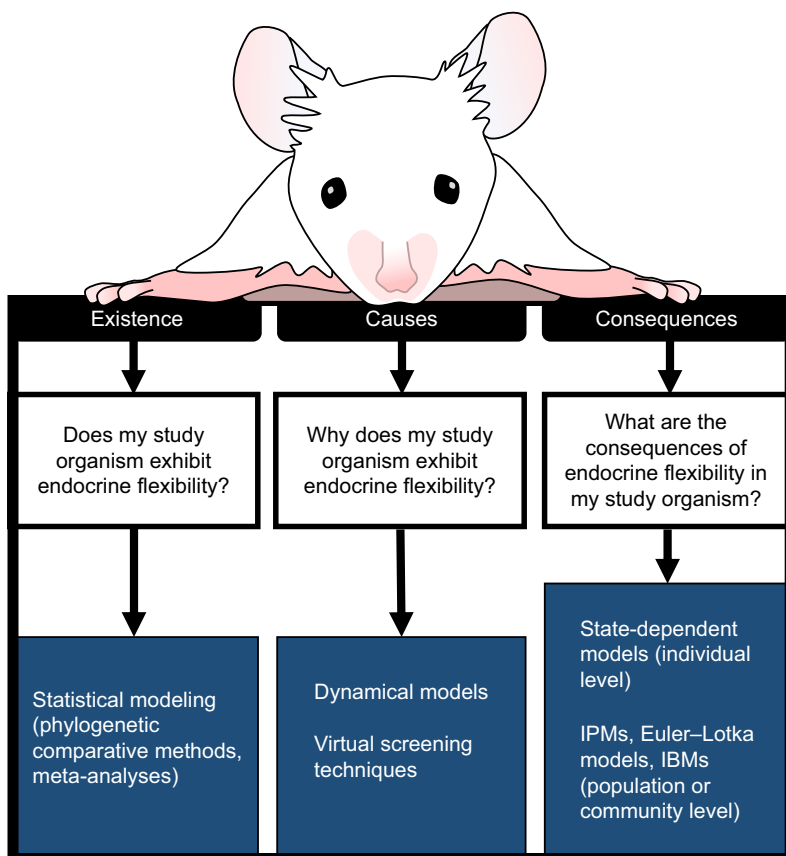 Existence
Causes
Consequences
Does my study
organism exhibit
endocrine flexibility?
Why does my study
organism exhibit
endocrine flexibility?
What are the
consequences of
endocrine flexibility in
my study organism?
Statistical modeling
(phylogenetic
comparative methods,
meta-analyses)
Dynamical models
Virtual screening
techniques
State-dependent
models (individual
level)
IPMs, Euler–Lotka
models, IBMs
(population or
community level)